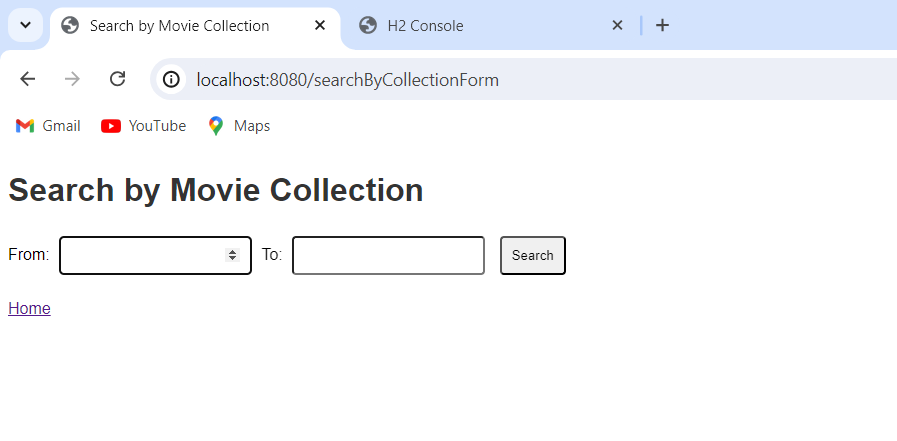 Search by Movie Collection H2 Console
localhost:8080/searchByCollectionForm
Gmail YouTube Maps
Search by Movie Collection
From: To: Search
Home